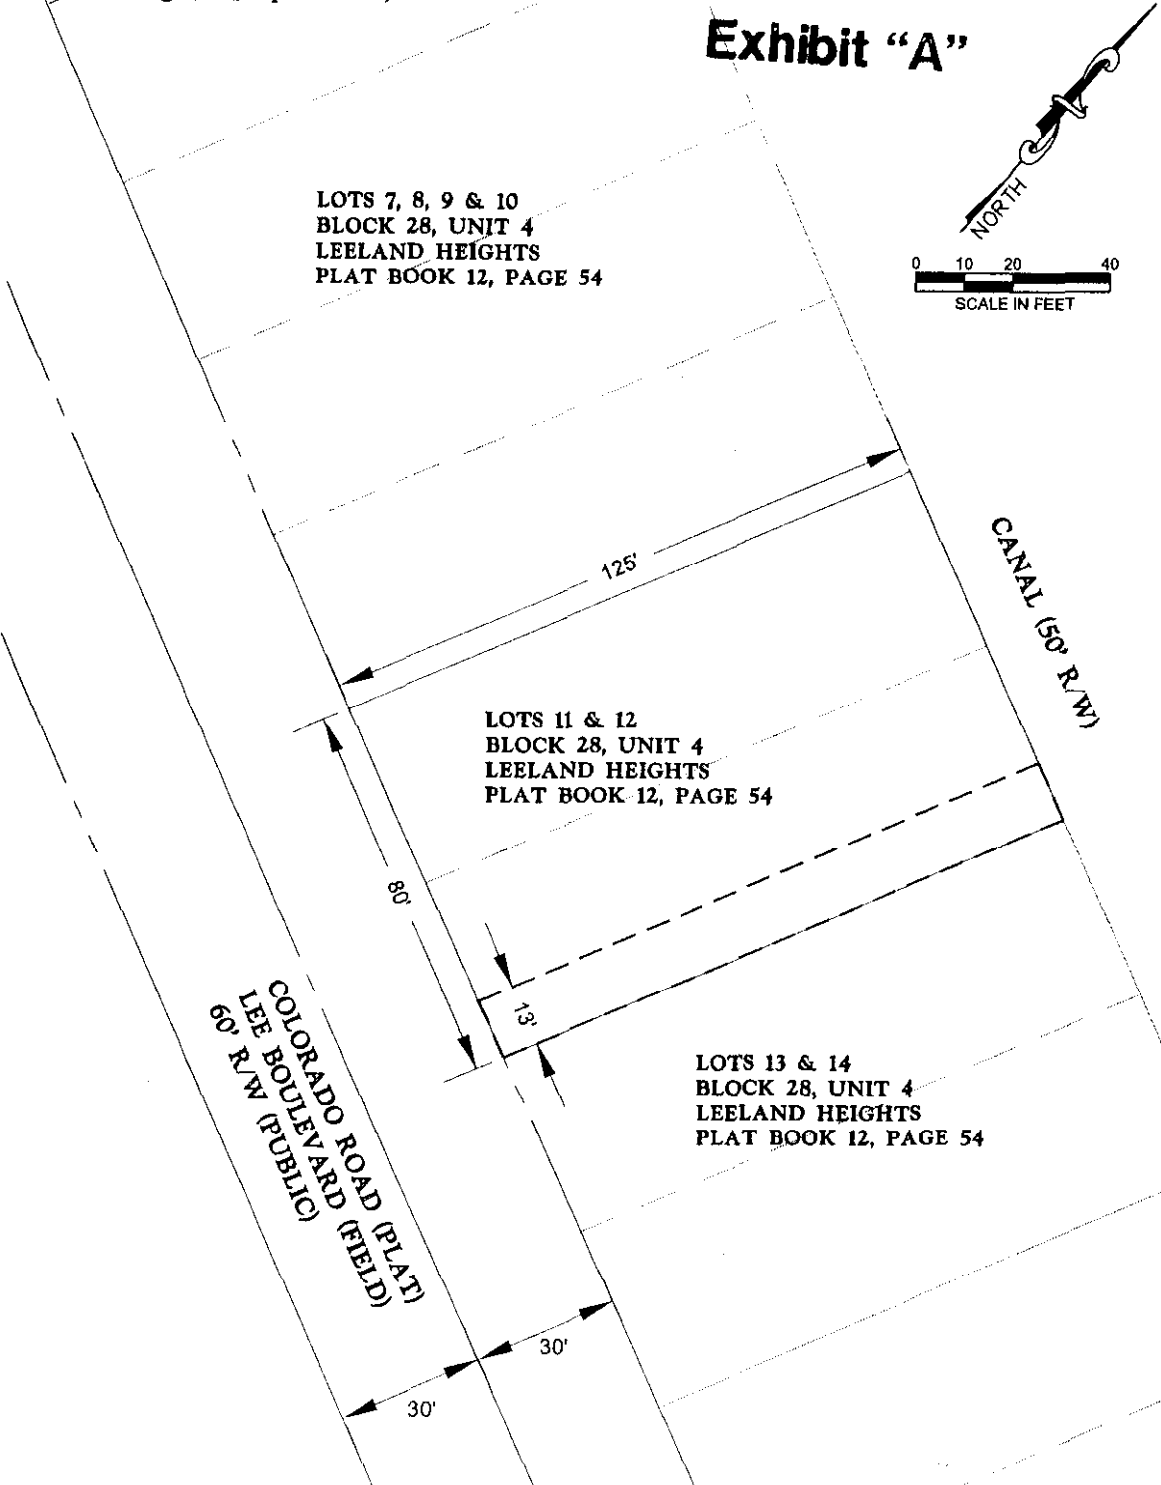 Exhibit “A”
NORTH
0 10 20 40
SCALE IN FEET
LOTS 7, 8, 9 & 10
BLOCK 28, UNIT 4
LEELAND HEIGHTS
PLAT BOOK 12, PAGE 54
125'
CANAL (50' R/W)
LOTS 11 & 12
BLOCK 28, UNIT 4
LEELAND HEIGHTS
PLAT BOOK 12, PAGE 54
80'
13'
COLORADO ROAD (PLAT)
LEE BOULEVARD (FIELD)
60' R/W (PUBLIC)
LOTS 13 & 14
BLOCK 28, UNIT 4
LEELAND HEIGHTS
PLAT BOOK 12, PAGE 54
30'
30'